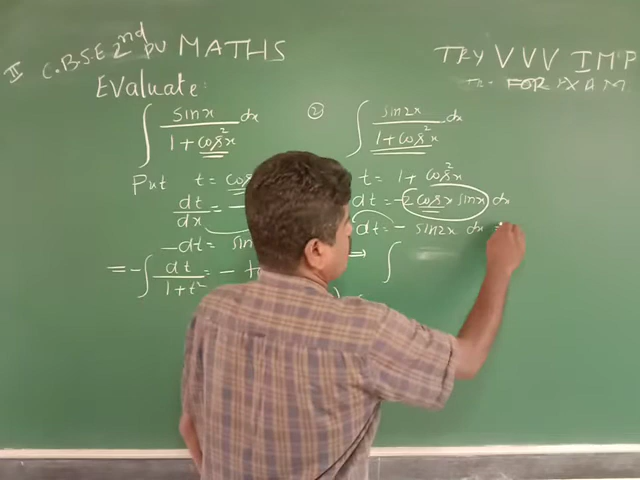 II C.B.S.E 2nd PU MATHS
TRY VVV IMP
FOR EXAM
Evaluate:
∫ sinx / 1 + cos²x dx
② ∫ sin2x / 1 + cos²x dx
Put t = cos
dt / dx = -
-dt = sin
= -∫ dt / 1 + t² = - t
t = 1 + cos²x
dt = -2 cosx sinx dx
dt = - sin2x dx
⇒ ∫